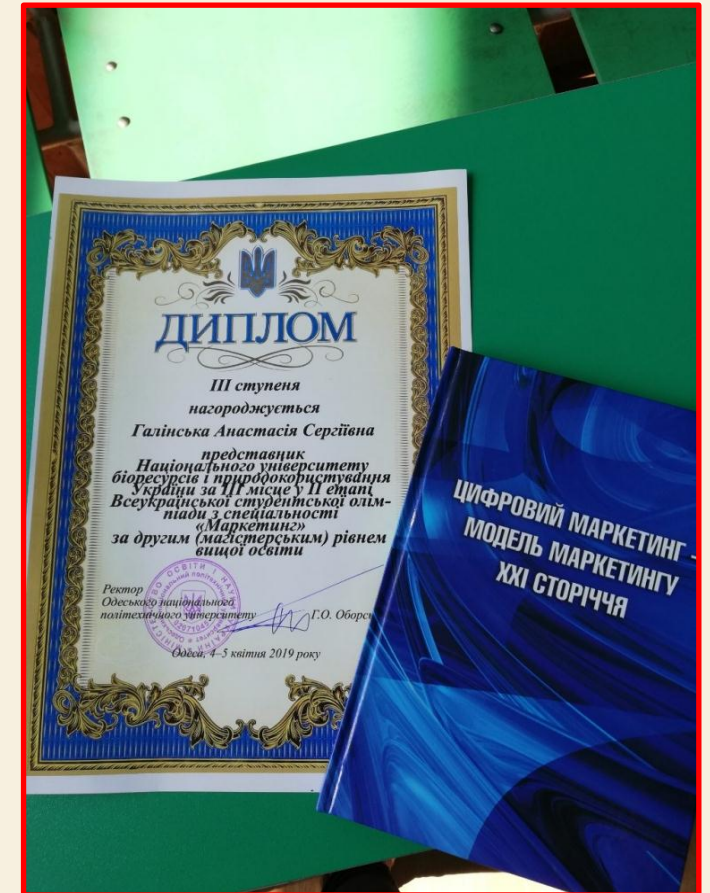 ДИПЛОМ
III ступеня
нагороджується
Галінська Анастасія Сергіївна
представник
Національного університету
біоресурсів і природокористування
України за III місце у II етапі
Всеукраїнської студентської олім-
піади з спеціальності
«Маркетинг»
за другим (магістерським) рівнем
вищої освіти
Ректор
Одеського національного
політехнічного університету Г.О. Оборс
Одеса, 4–5 квітня 2019 року
ЦИФРОВИЙ МАРКЕТИНГ -
МОДЕЛЬ МАРКЕТИНГУ
XXI СТОРІЧЧЯ